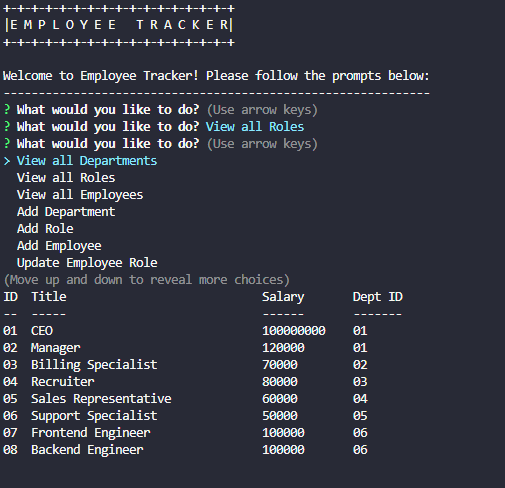 +-+-+-+-+-+-+-+-+-+-+-+-+-+-+-+-+
|E M P L O Y E E   T R A C K E R|
+-+-+-+-+-+-+-+-+-+-+-+-+-+-+-+-+
Welcome to Employee Tracker! Please follow the prompts below:
-------------------------------------------------------------
? What would you like to do? (Use arrow keys)
? What would you like to do? View all Roles
? What would you like to do? (Use arrow keys)
> View all Departments
  View all Roles
  View all Employees
  Add Department
  Add Role
  Add Employee
  Update Employee Role
(Move up and down to reveal more choices)
ID  Title                            Salary       Dept ID
--  -----                            ------       -------
01  CEO                              100000000    01
02  Manager                          120000       01
03  Billing Specialist               70000        02
04  Recruiter                        80000        03
05  Sales Representative             60000        04
06  Support Specialist               50000        05
07  Frontend Engineer                100000       06
08  Backend Engineer                 100000       06